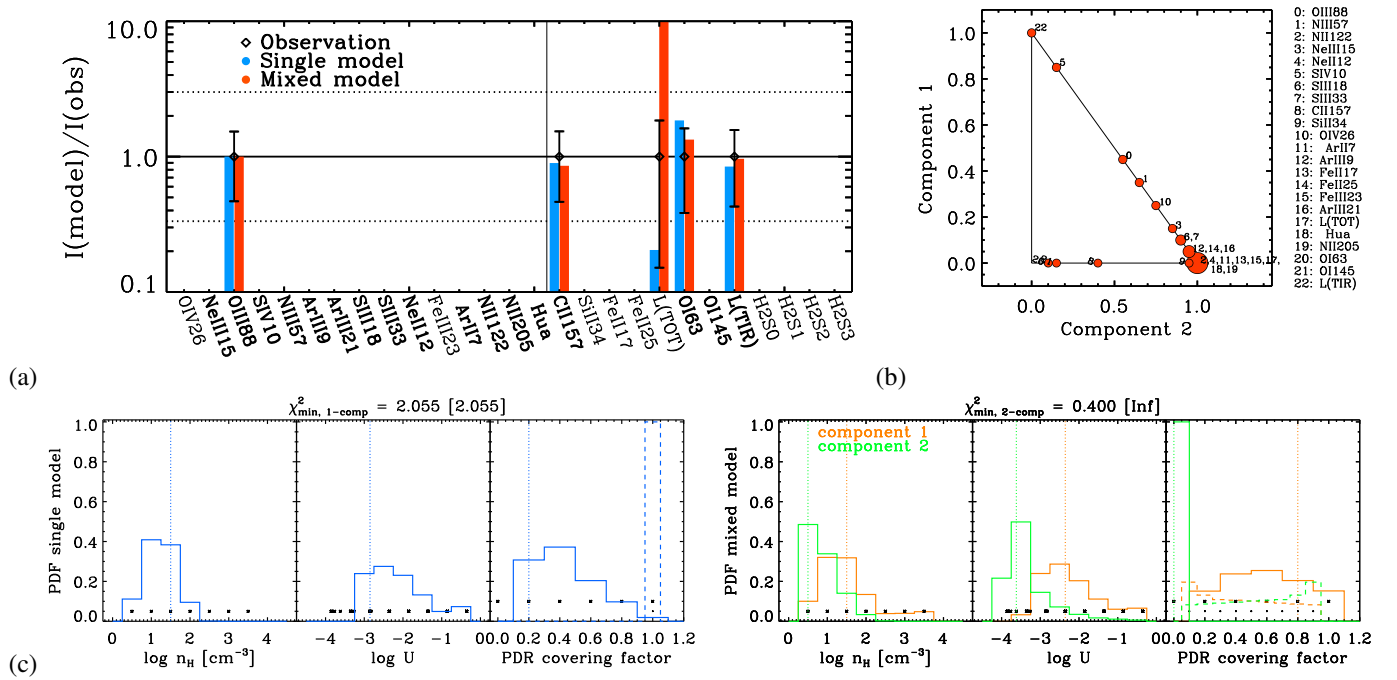 10.0
1.0
0.1
I(model)/I(obs)
Observation
Single model
Mixed model
OIV26
NeIII15
OIII88
SIV10
NIII57
ArIII9
ArIII21
SIII18
SIII33
NeII12
FeIII23
ArII7
NII122
NII205
Hua
CII157
SiII34
FeII17
FeII25
L(TOT)
OI63
OI145
L(TIR)
H2S0
H2S1
H2S2
H2S3
(a)
1.0
0.8
0.6
0.4
0.2
0.0
Component 1
22
5
0
1
10
3
6,7
12,14,16
2,4,11,13,15,17,
18,19
8
9
0.0 0.5 1.0
Component 2
0: OIII88
1: NIII57
2: NII122
3: NeIII15
4: NeII12
5: SIV10
6: SIII18
7: SIII33
8: CII157
9: SiII34
10: OIV26
11: ArII7
12: ArIII9
13: FeII17
14: FeII25
15: FeIII23
16: ArIII21
17: L(TOT)
18: Hua
19: NII205
20: OI63
21: OI145
22: L(TIR)
(b)
χ²min, 1-comp = 2.055 [2.055]
PDF single model
1.0
0.8
0.6
0.4
0.2
0.0
0 1 2 3 4
log nH [cm⁻³]
−4 −3 −2 −1
log U
0.0 0.2 0.4 0.6 0.8 1.0 1.2
PDR covering factor
(c)
χ²min, 2-comp = 0.400 [Inf]
component 1
component 2
PDF mixed model
1.0
0.8
0.6
0.4
0.2
0.0
0 1 2 3 4
log nH [cm⁻³]
−4 −3 −2 −1
log U
0.0 0.2 0.4 0.6 0.8 1.0 1.2
PDR covering factor